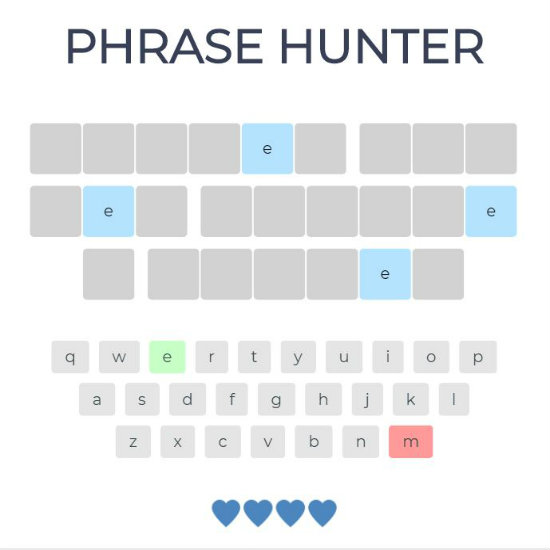 PHRASE HUNTER
e
e e
e
q w e r t y u i o p
a s d f g h j k l
z x c v b n m